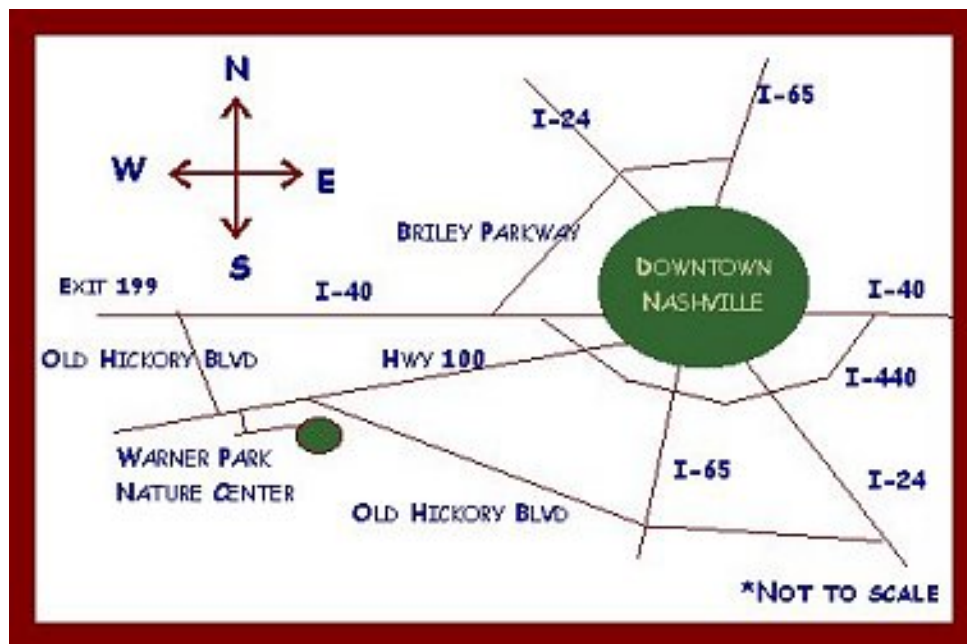 N
I-65
I-24
W
E
BRILEY PARKWAY
S
DOWNTOWN
NASHVILLE
EXIT 199
I-40
I-40
OLD HICKORY BLVD
HWY 100
I-440
WARNER PARK
NATURE CENTER
I-65
I-24
OLD HICKORY BLVD
*NOT TO SCALE